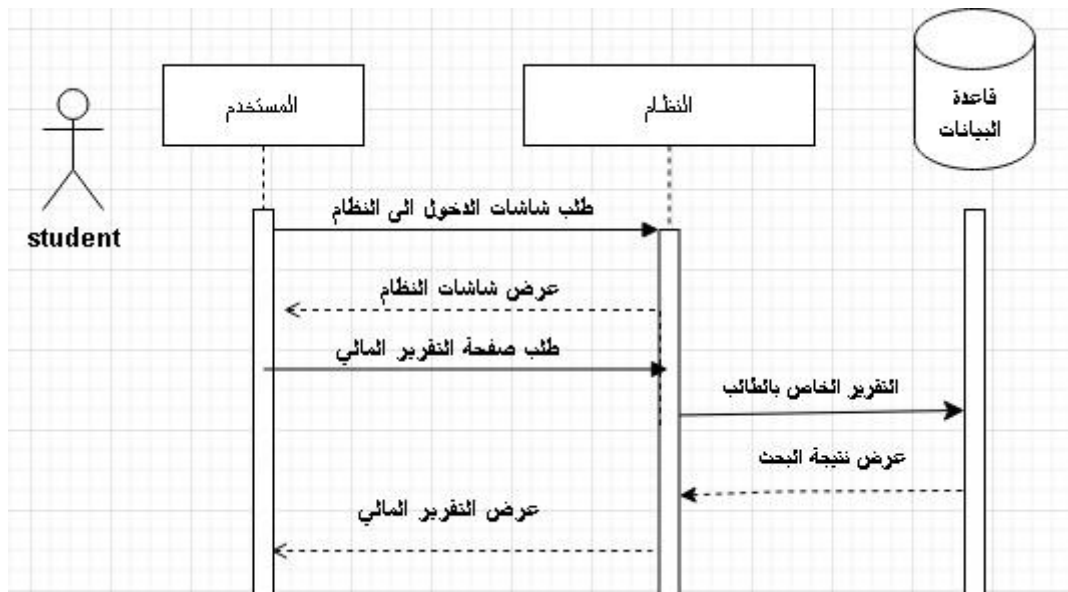 المستخدم
النظام
قاعدة
البيانات
student
طلب شاشات الدخول الى النظام
عرض شاشات النظام
طلب صفحة التقرير المالي
التقرير الخاص بالطالب
عرض نتيجة البحث
عرض التقرير المالي